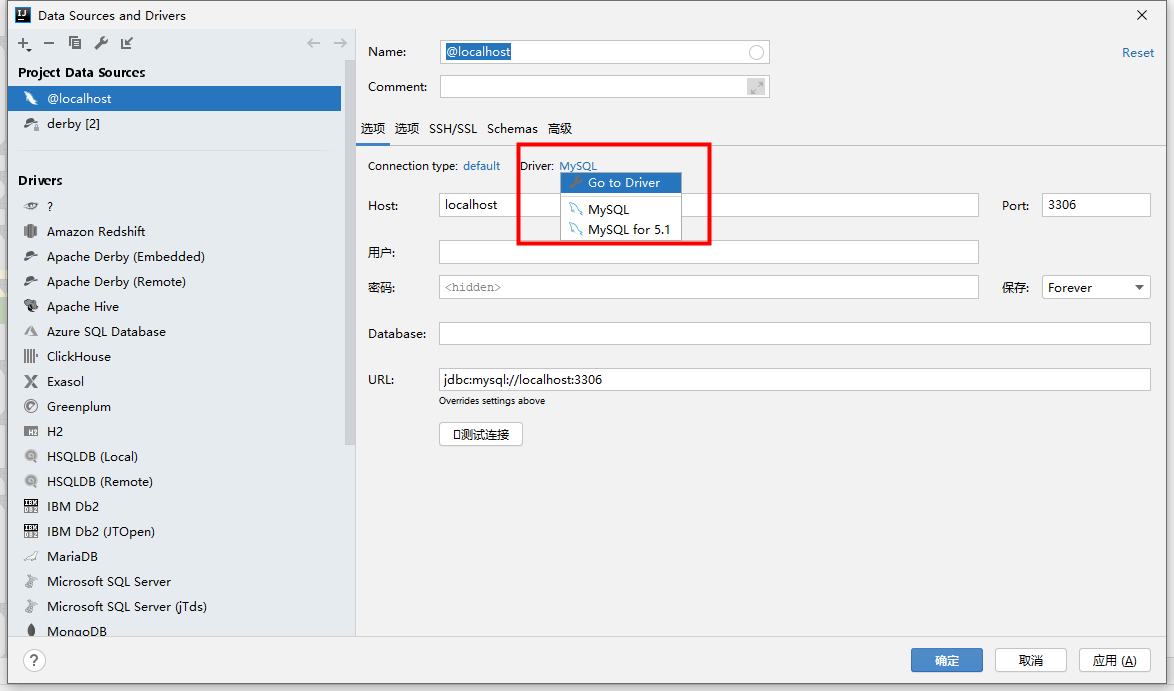 Data Sources and Drivers
Project Data Sources
@localhost
derby [2]
Drivers
?
Amazon Redshift
Apache Derby (Embedded)
Apache Derby (Remote)
Apache Hive
Azure SQL Database
ClickHouse
Exasol
Greenplum
H2
HSQLDB (Local)
HSQLDB (Remote)
IBM Db2
IBM Db2 (JTOpen)
MariaDB
Microsoft SQL Server
Microsoft SQL Server (jTds)
MongoDB
Name: @localhost
Reset
Comment:
选项 选项 SSH/SSL Schemas 高级
Connection type: default Driver: MySQL
Go to Driver
MySQL
MySQL for 5.1
Host: localhost Port: 3306
用户:
密码: <hidden> 保存: Forever
Database:
URL: jdbc:mysql://localhost:3306
Overrides settings above
测试连接
? 确定 取消 应用 (A)